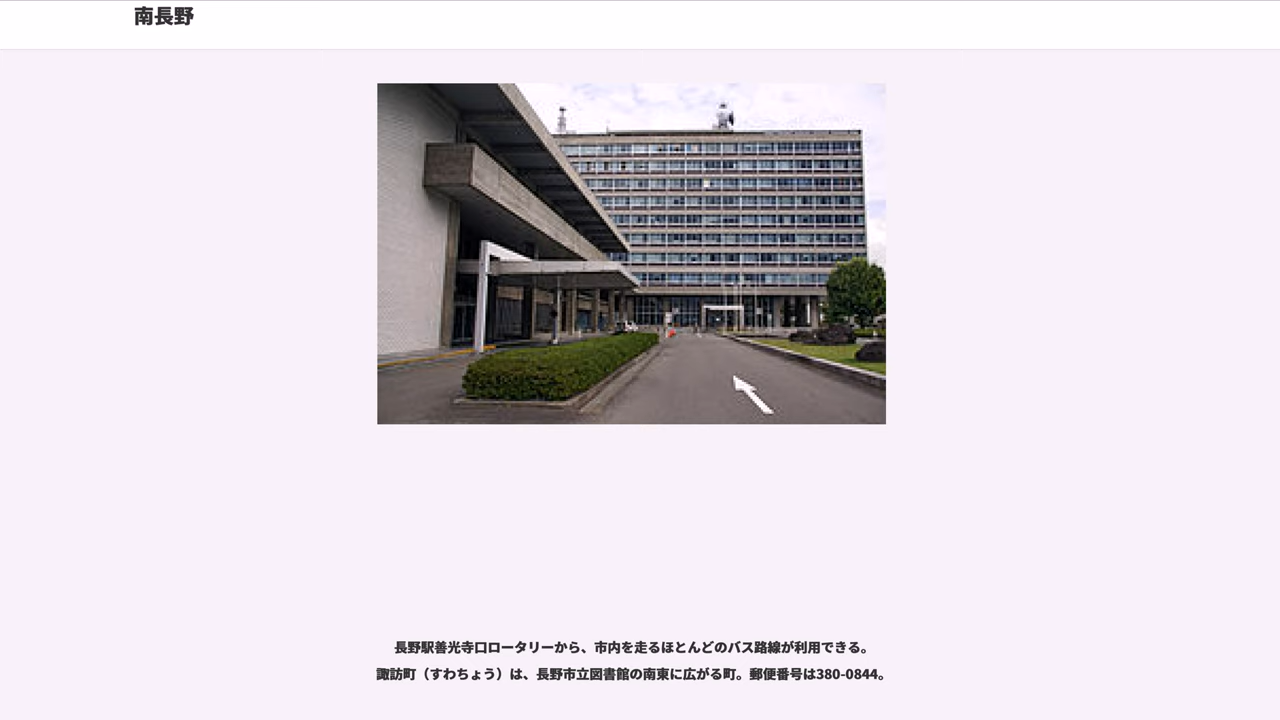 南長野
長野駅善光寺口ロータリーから、市内を走るほとんどのバス路線が利用できる。
諏訪町（すわちょう）は、長野市立図書館の南東に広がる町。郵便番号は380-0844。